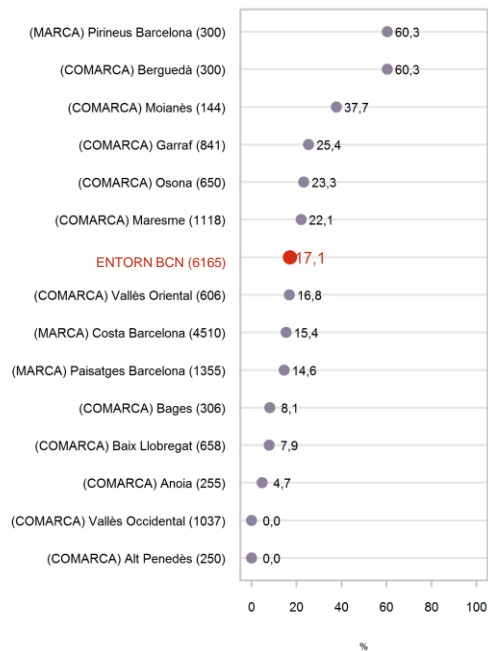 (MARCA) Pirineus Barcelona (300) 60,3
(COMARCA) Berguedà (300) 60,3
(COMARCA) Moianès (144) 37,7
(COMARCA) Garraf (841) 25,4
(COMARCA) Osona (650) 23,3
(COMARCA) Maresme (1118) 22,1
ENTORN BCN (6165) 17,1
(COMARCA) Vallès Oriental (606) 16,8
(MARCA) Costa Barcelona (4510) 15,4
(MARCA) Paisatges Barcelona (1355) 14,6
(COMARCA) Bages (306) 8,1
(COMARCA) Baix Llobregat (658) 7,9
(COMARCA) Anoia (255) 4,7
(COMARCA) Vallès Occidental (1037) 0,0
(COMARCA) Alt Penedès (250) 0,0
0 20 40 60 80 100
%